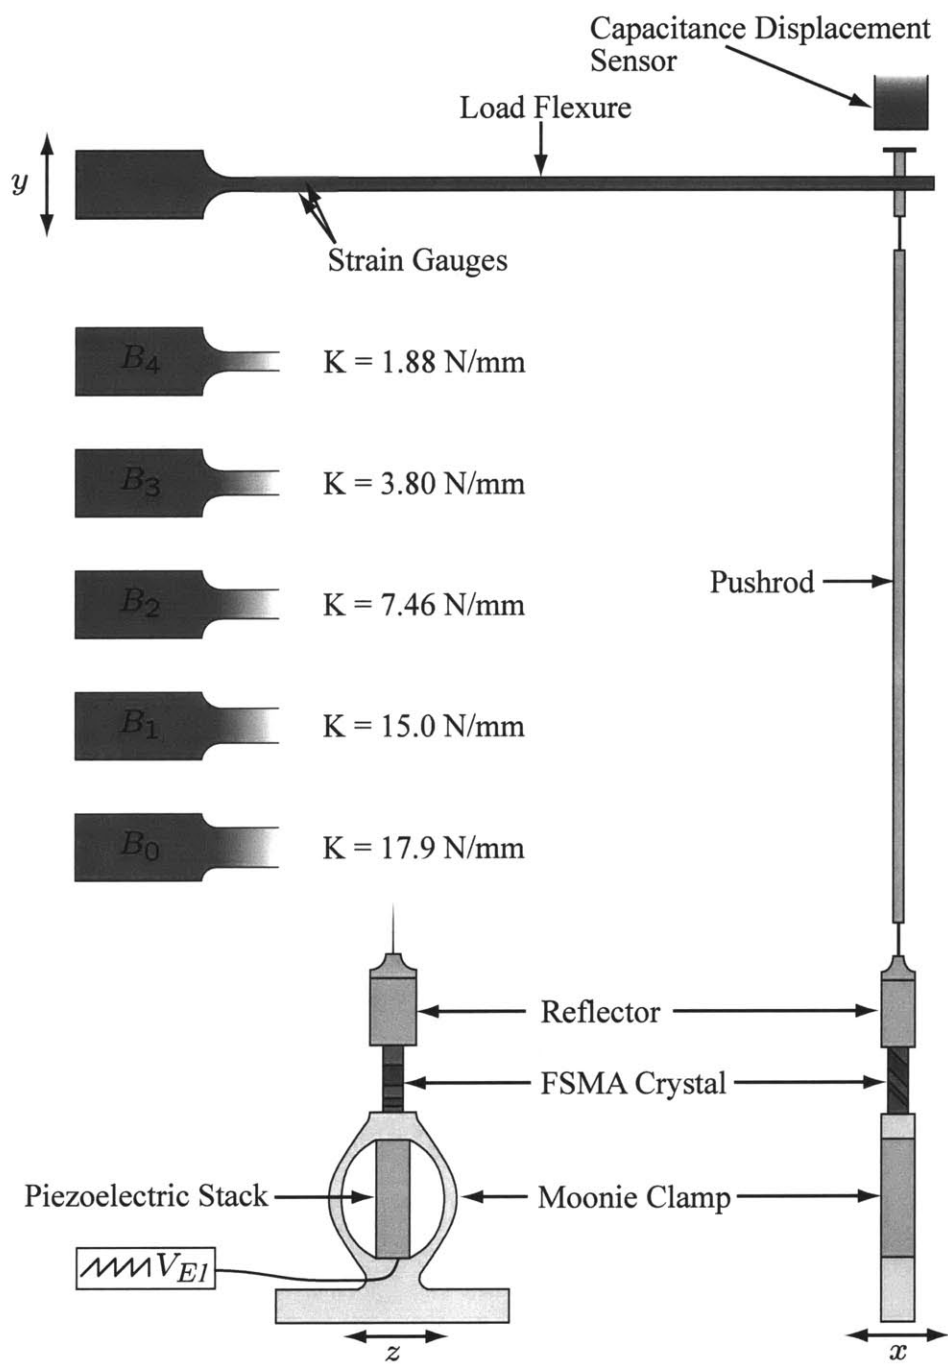 Capacitance Displacement
Sensor
Load Flexure
y
Strain Gauges
B4 K = 1.88 N/mm
B3 K = 3.80 N/mm
B2 K = 7.46 N/mm
Pushrod
B1 K = 15.0 N/mm
B0 K = 17.9 N/mm
Reflector
FSMA Crystal
Piezoelectric Stack
Moonie Clamp
VE1
z
x